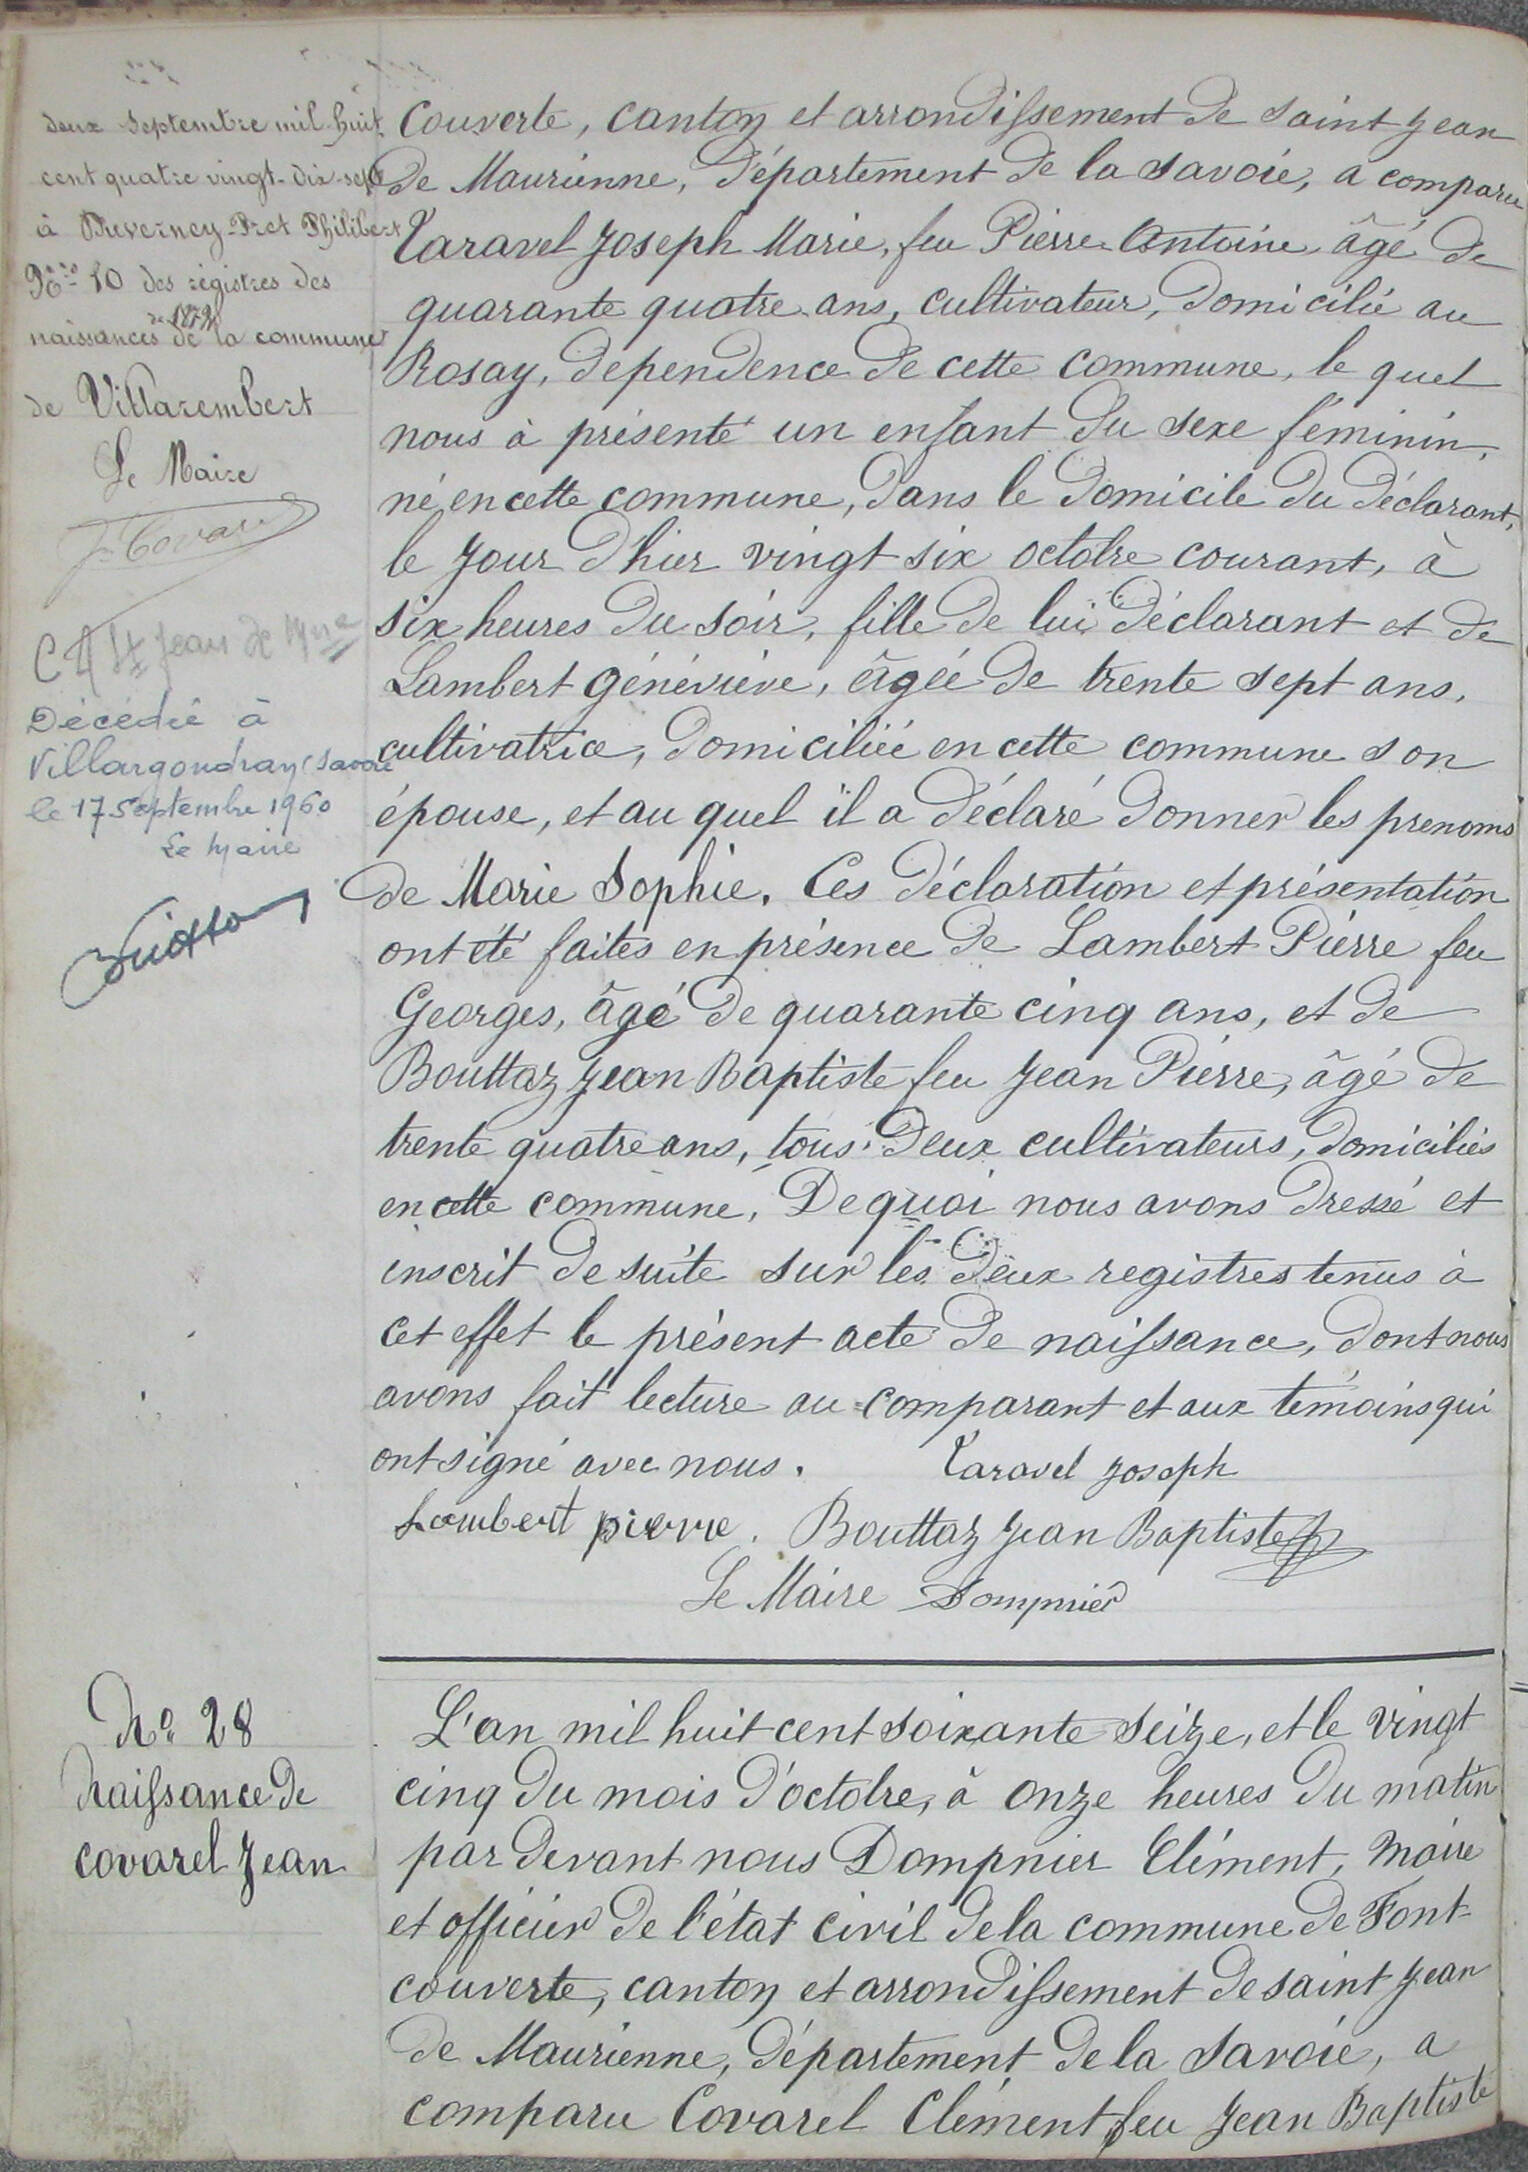 deux septembre mil huit
cent quatre vingt-dix-sept
à Duverney-Pret Philibert
N.ro 10 des régistres des
de 1872
naissances de la commune
de Villarembert
Le Maire
St Jean de Mne
Décédée à
Villargondran (Savoie
le 17 Septembre 1960
Le Maire
Couverte, canton et arrondissement de saint Jean
de Maurienne, Département de la Savoie, a comparu
Taravel Joseph Marie, feu Pierre Antoine âgé de
quarante quatre ans, cultivateur, domicilié au
Rosay, dependence de cette commune, le quel
nous à présenté un enfant du sexe féminin,
né en cette commune, dans le domicile du déclarant,
le jour d'hier vingt six octobre courant, à
six heures du soir, fille de lui déclarant et de
Lambert Généviéve, âgée de trente sept ans,
cultivatrice, domiciliée en cette commune son
épouse, et au quel il a déclaré donner les prenoms
de Marie Sophie. Ces déclaration et présentation
ont été faites en présence de Lambert Pierre feu
Georges, âgé de quarante cinq ans, et de
Bouttaz Jean Baptiste feu Jean Pierre, âgé de
trente quatre ans, tous deux cultivateurs, domiciliés
en cette commune, De quoi nous avons dressé et
inscrit de suite sur les deux registres tenus à
cet effet le présent acte de naissance, dont nous
avons fait lecture au comparant et aux témoins qui
ont signé avec nous. Taravel Joseph
Lambert pierre. Bouttaz Jean Baptiste
Le Maire Dompnier
No 28
Naissance de
Covarel Jean
L'an mil huit cent soixante seize, et le vingt
cinq du mois d'octobre, à onze heures du matin
par devant nous Dompnier Clément, Maire
et officier de l'état civil de la commune de Font-
couverte, canton et arrondissement de saint Jean
de Maurienne, département de la Savoie, a
comparu Covarel Clément feu Jean Baptiste